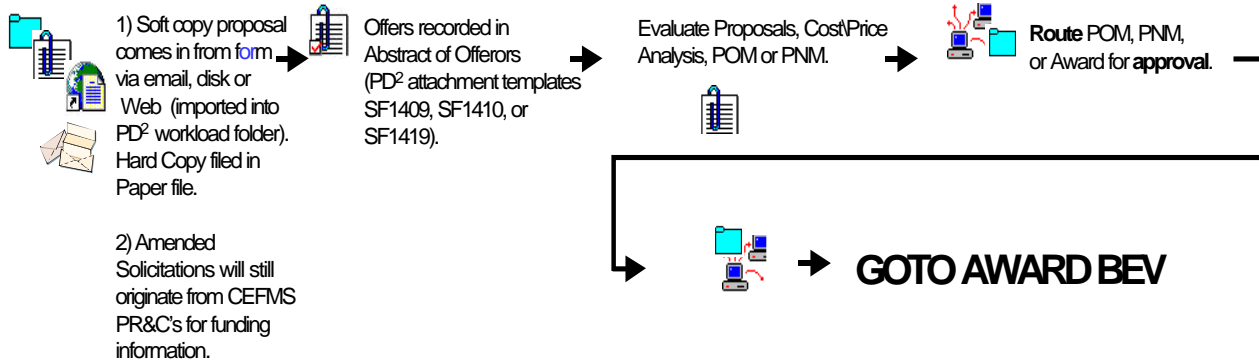 1) Soft copy proposal
comes in from form
via email, disk or
Web (imported into
PD² workload folder).
Hard Copy filed in
Paper file.
2) Amended
Solicitations will still
originate from CEFMS
PR&C's for funding
information.
Offers recorded in
Abstract of Offerors
(PD² attachment templates
SF1409, SF1410, or
SF1419).
Evaluate Proposals, Cost\Price
Analysis, POM or PNM.
Route POM, PNM,
or Award for approval.
GOTO AWARD BEV